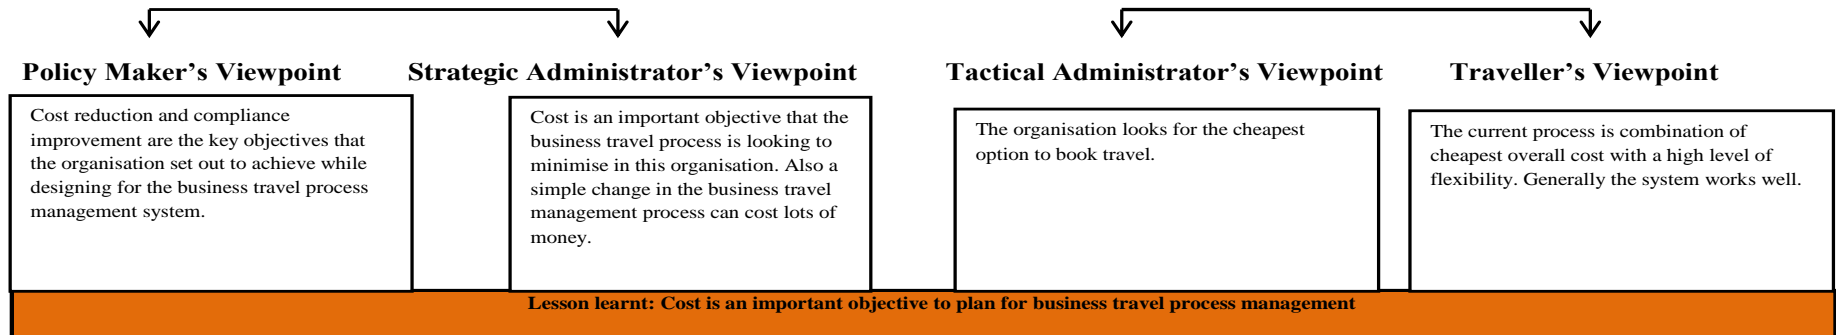 Policy Maker's Viewpoint
Cost reduction and compliance
improvement are the key objectives that
the organisation set out to achieve while
designing for the business travel process
management system.
Strategic Administrator's Viewpoint
Cost is an important objective that the
business travel process is looking to
minimise in this organisation. Also a
simple change in the business travel
management process can cost lots of
money.
Tactical Administrator's Viewpoint
The organisation looks for the cheapest
option to book travel.
Traveller's Viewpoint
The current process is combination of
cheapest overall cost with a high level of
flexibility. Generally the system works well.
Lesson learnt: Cost is an important objective to plan for business travel process management